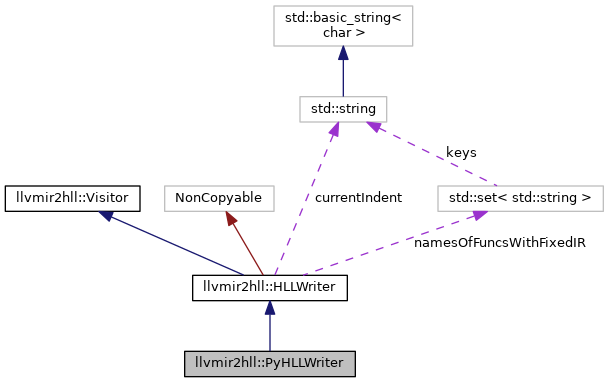 std::basic_string<
char >
std::string
keys
llvmir2hll::Visitor
NonCopyable
currentIndent
std::set< std::string >
namesOfFuncsWithFixedIR
llvmir2hll::HLLWriter
llvmir2hll::PyHLLWriter